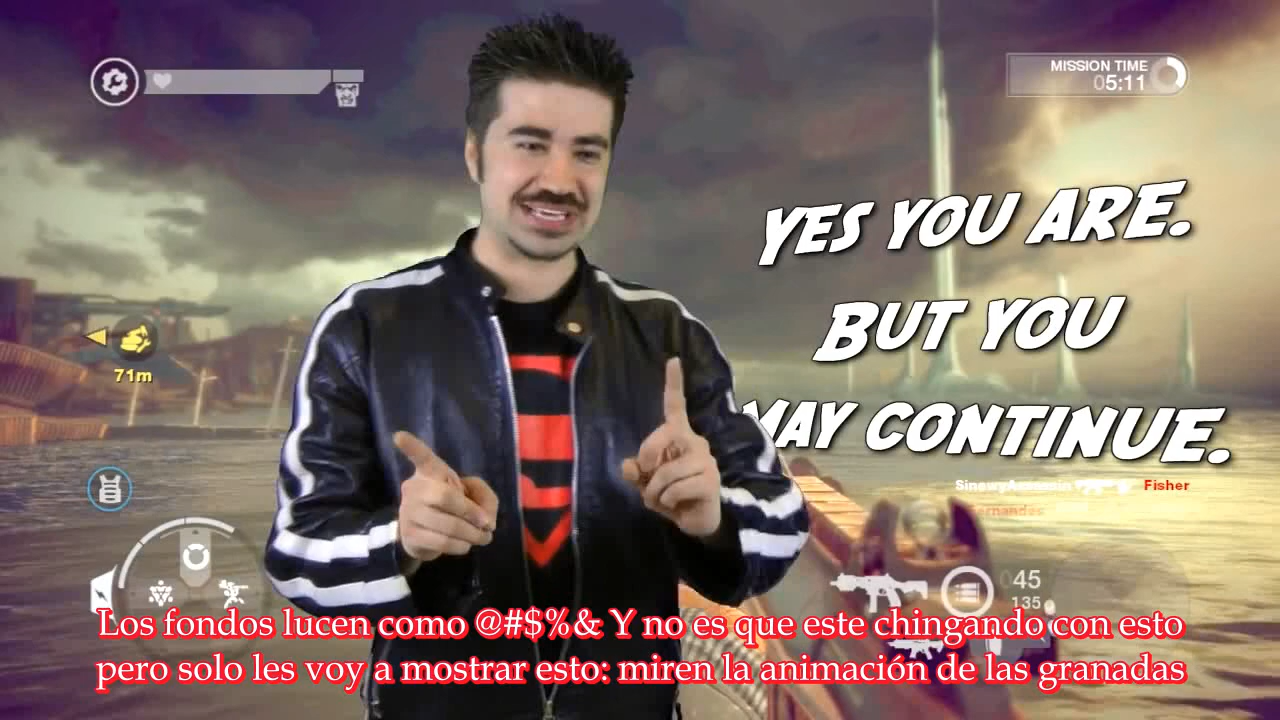 MISSION TIME
05:11
YES YOU ARE.
BUT YOU
MAY CONTINUE.
71m
SinewyAssassin Fisher
Fernandes
045
135
Los fondos lucen como @#$%& Y no es que este chingando con esto
pero solo les voy a mostrar esto: miren la animación de las granadas